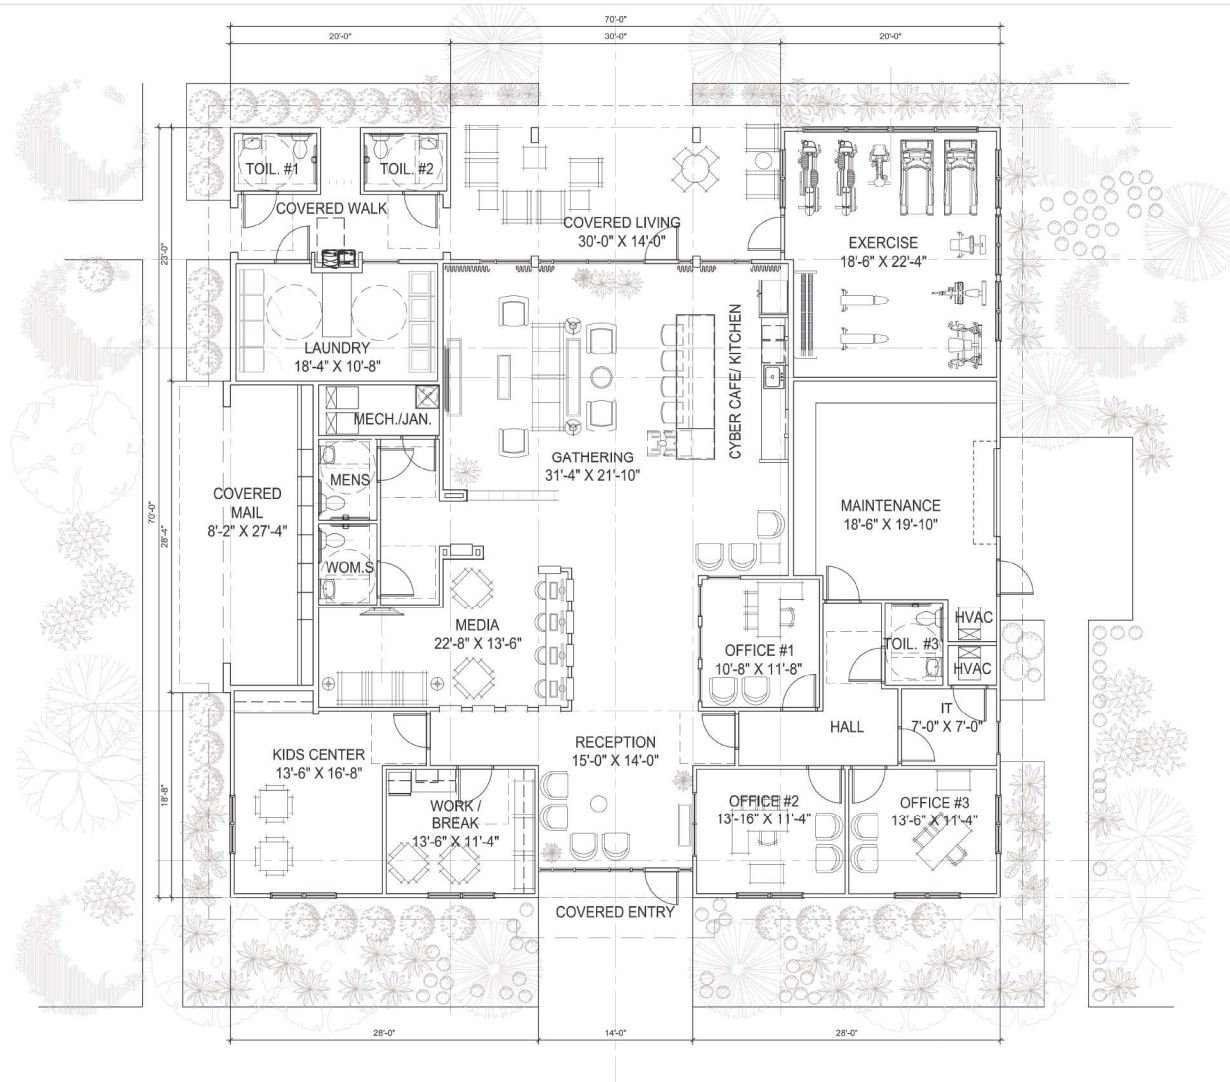 70'-0"
20'-0"
30'-0"
20'-0"
TOIL. #1
TOIL. #2
COVERED WALK
COVERED LIVING
30'-0" X 14'-0"
EXERCISE
18'-6" X 22'-4"
23'-0"
LAUNDRY
18'-4" X 10'-8"
CYBER CAFE/ KITCHEN
MECH./JAN.
GATHERING
31'-4" X 21'-10"
MENS
COVERED
MAIL
8'-2" X 27'-4"
MAINTENANCE
18'-6" X 19'-10"
70'-0"
28'-4"
WOM.S
MEDIA
22'-8" X 13'-6"
OFFICE #1
10'-8" X 11'-8"
TOIL. #3
HVAC
HVAC
IT
7'-0" X 7'-0"
HALL
KIDS CENTER
13'-6" X 16'-8"
RECEPTION
15'-0" X 14'-0"
18'-8"
WORK /
BREAK
13'-6" X 11'-4"
OFFICE #2
13'-16" X 11'-4"
OFFICE #3
13'-6" X 11'-4"
COVERED ENTRY
28'-0"
14'-0"
28'-0"